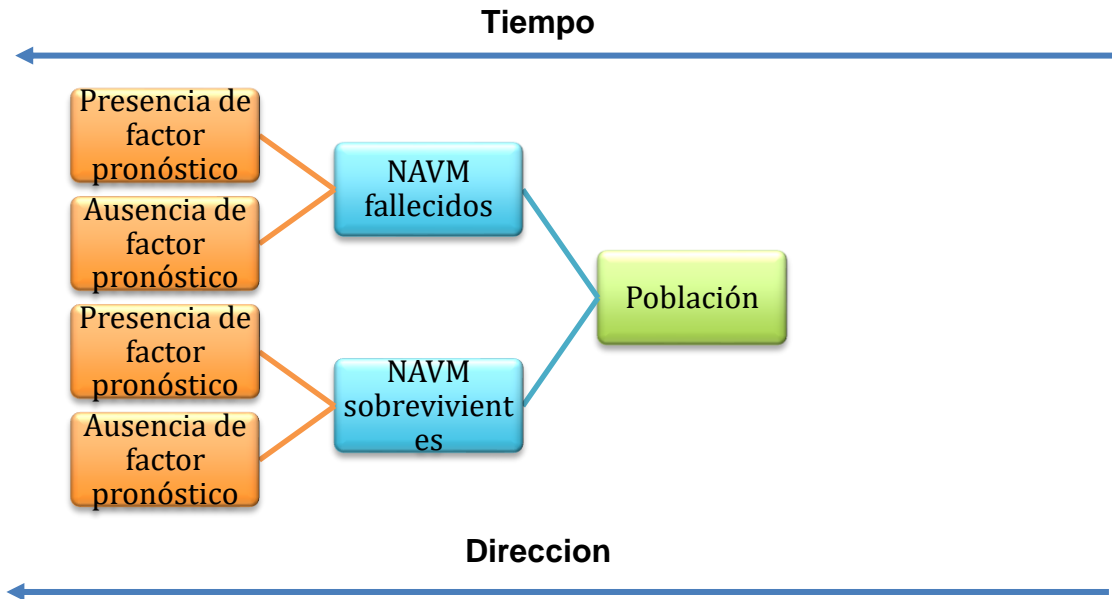 Tiempo
Presencia de
factor
pronóstico
NAVM
fallecidos
Ausencia de
factor
pronóstico
Población
Presencia de
factor
pronóstico
NAVM
sobrevivient
es
Ausencia de
factor
pronóstico
Direccion